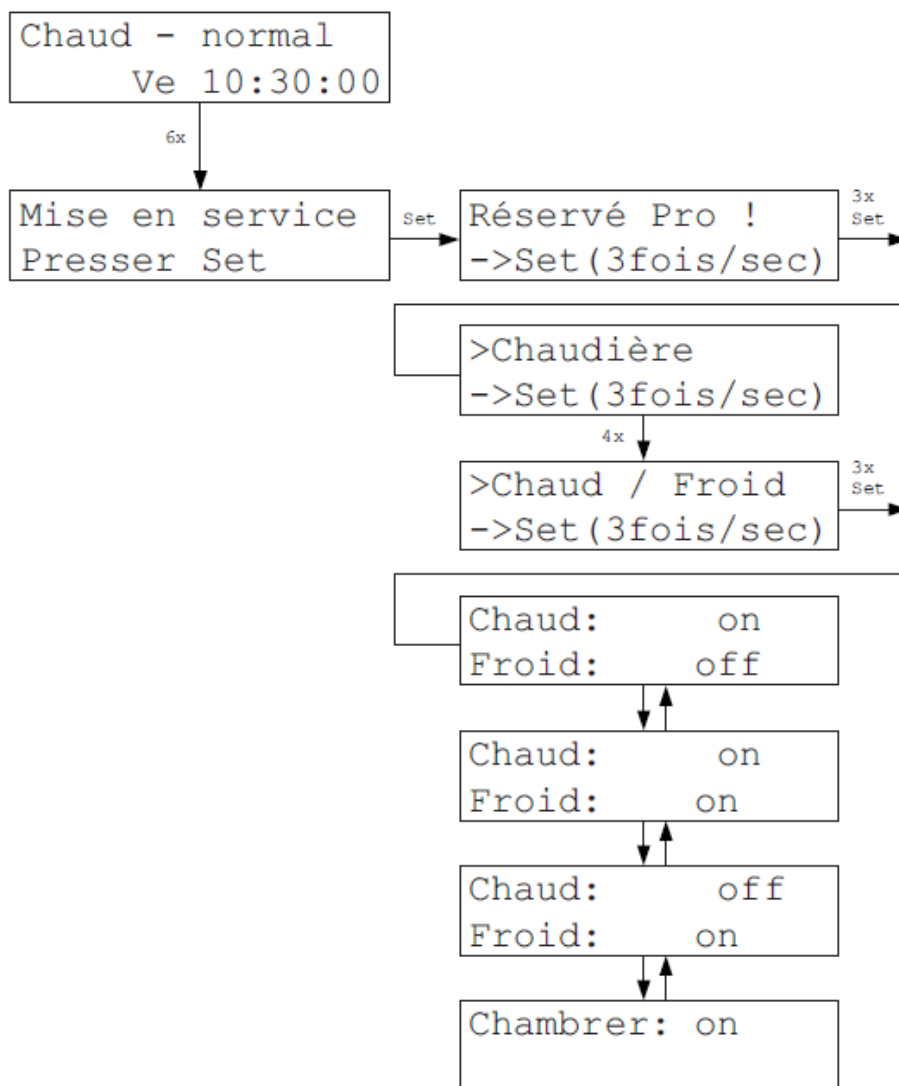 Chaud - normal
Ve 10:30:00
6x
Mise en service
Presser Set
Set
Réservé Pro !
->Set(3fois/sec)
3x
Set
>Chaudière
->Set(3fois/sec)
4x
>Chaud / Froid
->Set(3fois/sec)
3x
Set
Chaud: on
Froid: off
Chaud: on
Froid: on
Chaud: off
Froid: on
Chambrer: on